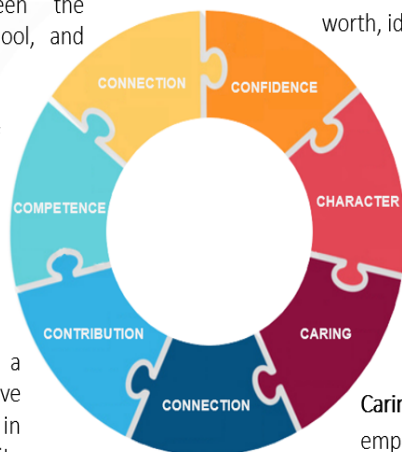 een the
ool, and
worth, id
CONNECTION
CONFIDENCE
COMPETENCE
CHARACTER
CONTRIBUTION
CARING
CONNECTION
a
ve
in
Carin
emp